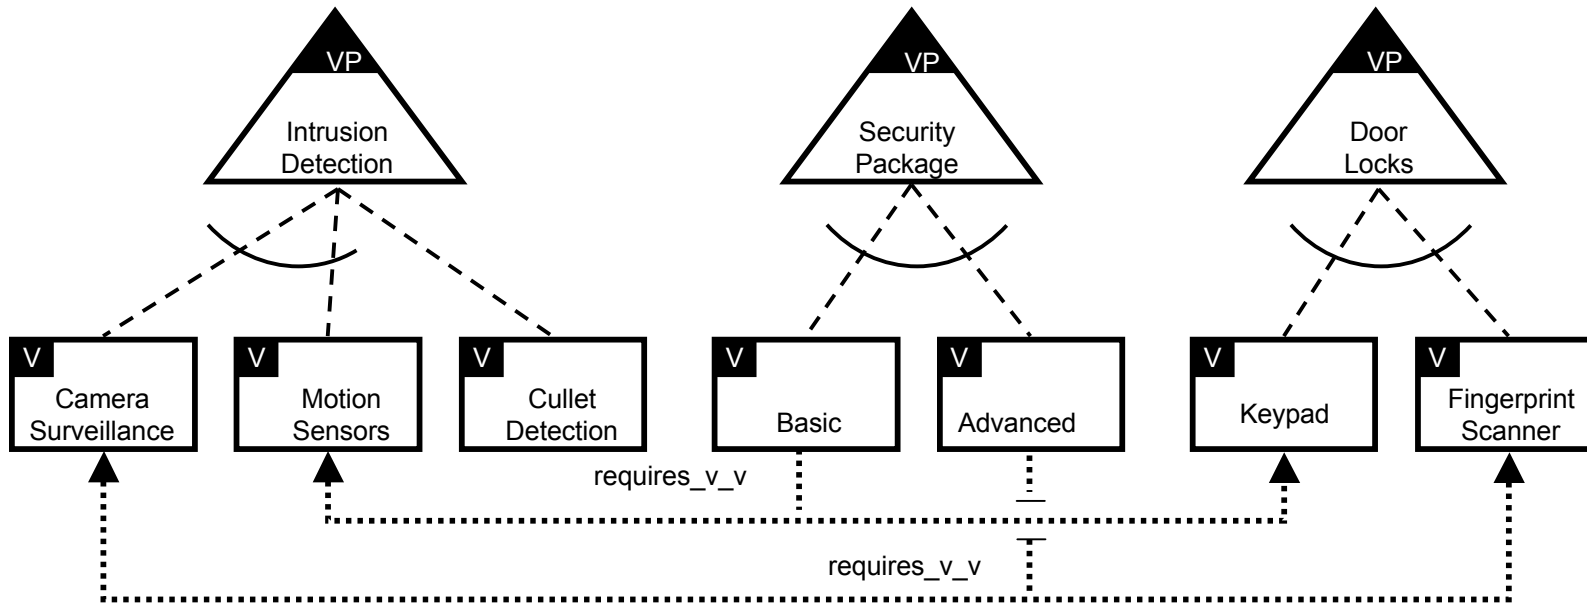 VP
Intrusion
Detection
VP
Security
Package
VP
Door
Locks
V
Camera
Surveillance
V
Motion
Sensors
V
Cullet
Detection
V
Basic
V
Advanced
V
Keypad
V
Fingerprint
Scanner
requires_v_v
requires_v_v